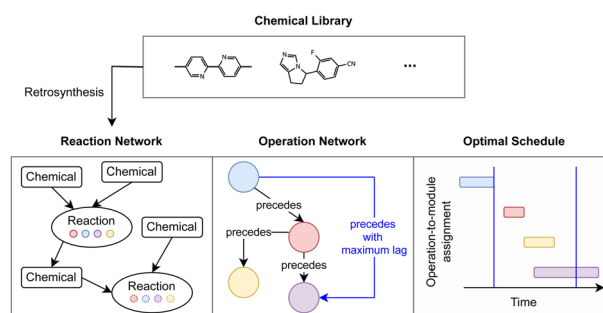 Chemical Library
N
N
N
N
F
CN
...
Retrosynthesis
Reaction Network
Operation Network
Optimal Schedule
Chemical
Chemical
Reaction
Chemical
Chemical
Reaction
precedes
precedes
precedes
precedes
with
maximum lag
Operation-to-module
assignment
Time